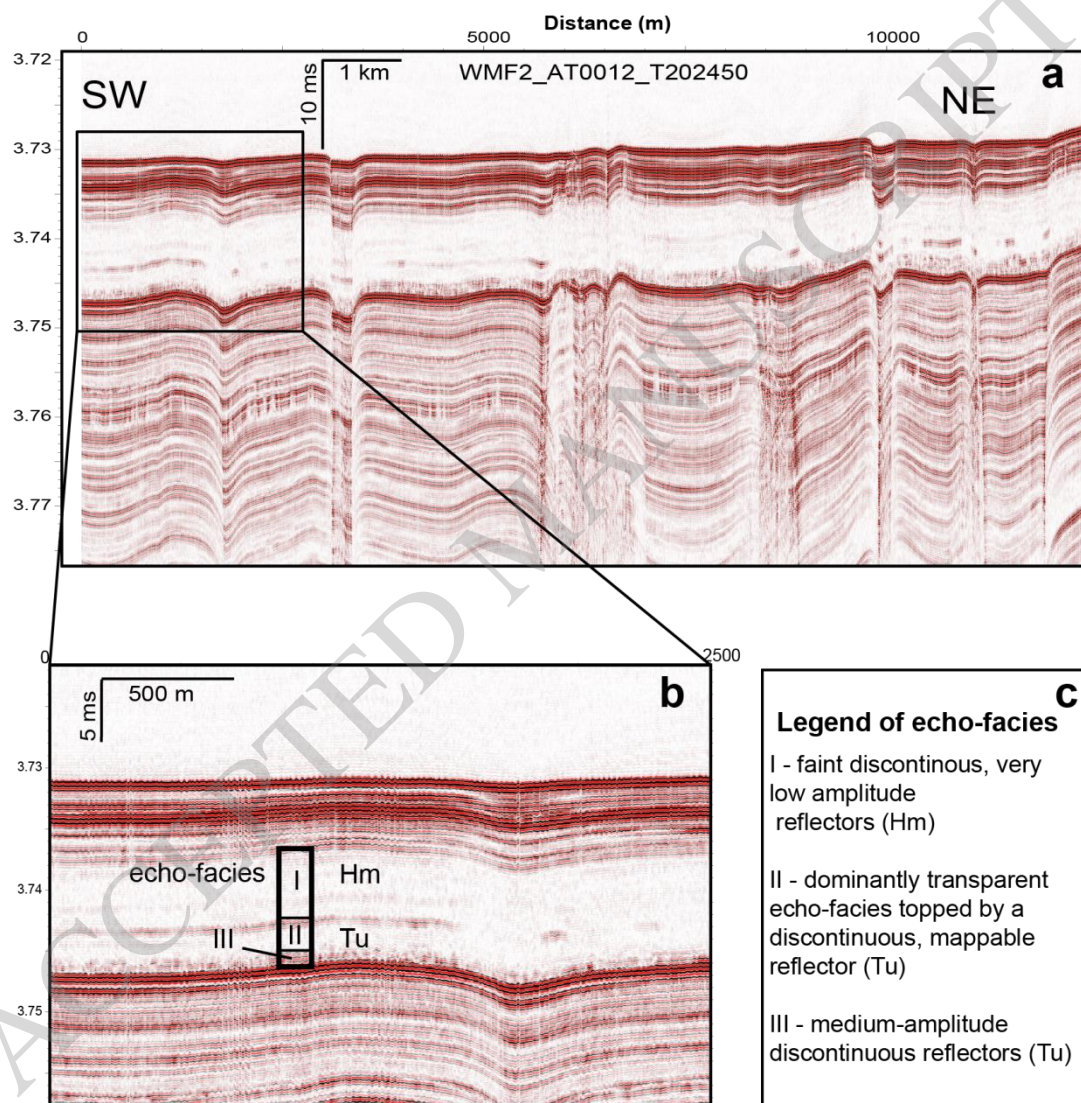 Distance (m)
0 5000 10000
3.72
10 ms
1 km
WMF2_AT0012_T202450
a
SW
NE
3.73
3.74
3.75
3.76
3.77
0
2500
5 ms
500 m
b
3.73
echo-facies
I
Hm
3.74
III
II
Tu
3.75
c
Legend of echo-facies
I - faint discontinous, very
low amplitude
reflectors (Hm)
II - dominantly transparent
echo-facies topped by a
discontinuous, mappable
reflector (Tu)
III - medium-amplitude
discontinuous reflectors (Tu)
ACCEPTED MANUSCRIPT